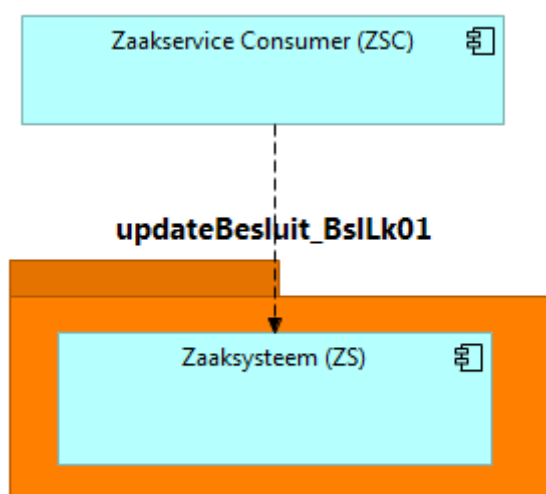 Zaakservice Consumer (ZSC)
updateBesluit_BslLk01
Zaaksysteem (ZS)